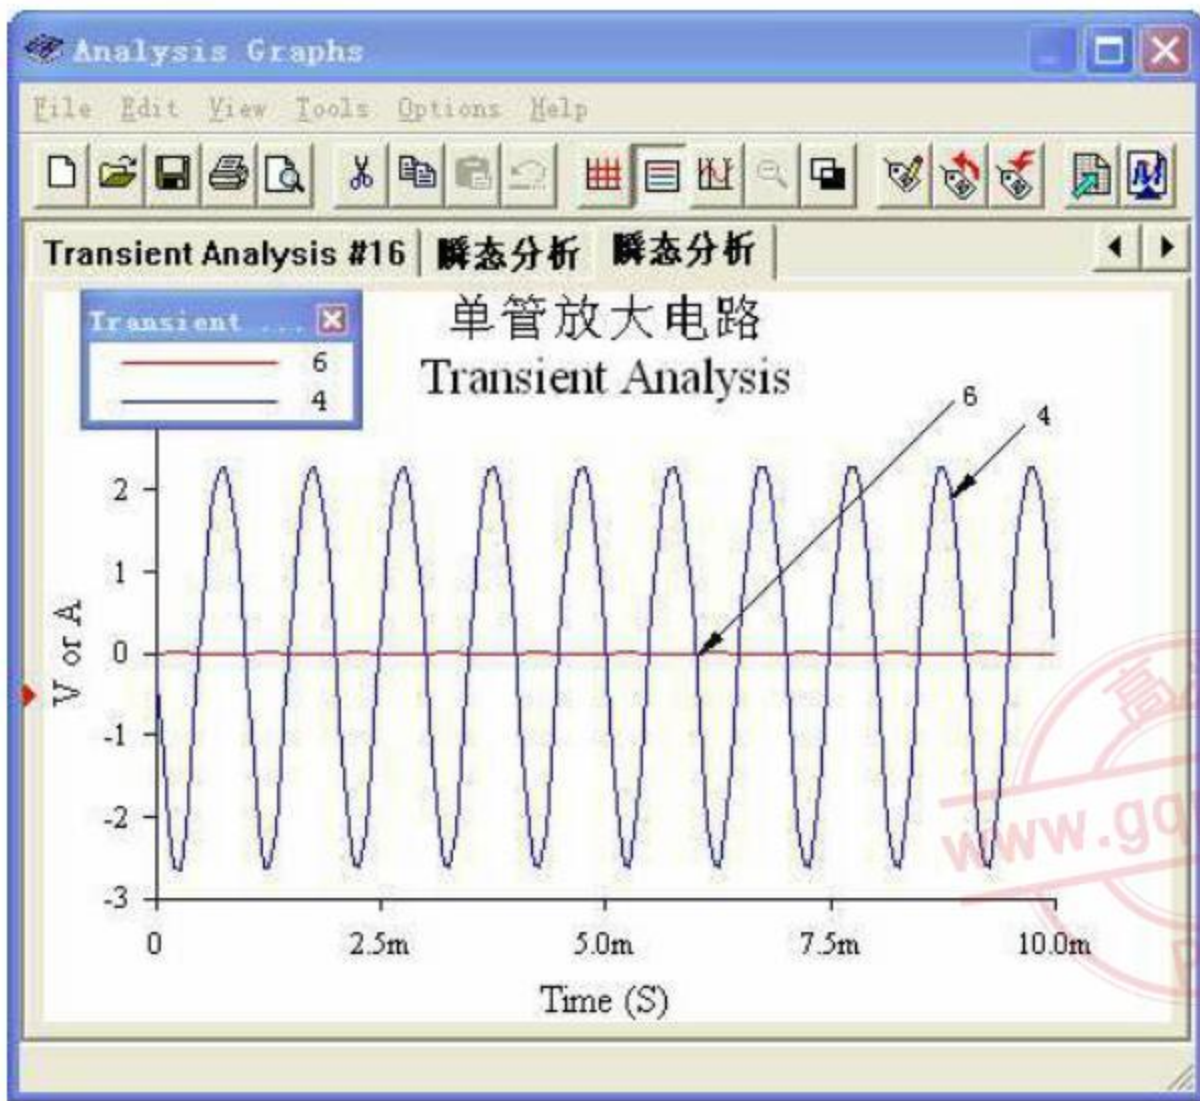 Analysis Graphs
File Edit View Tools Options Help
Transient Analysis #16 瞬态分析 瞬态分析
Transient ...
6
4
单管放大电路
Transient Analysis
6
4
2
1
0
-1
-2
-3
V or A
0 2.5m 5.0m 7.5m 10.0m
Time (S)
www.gq